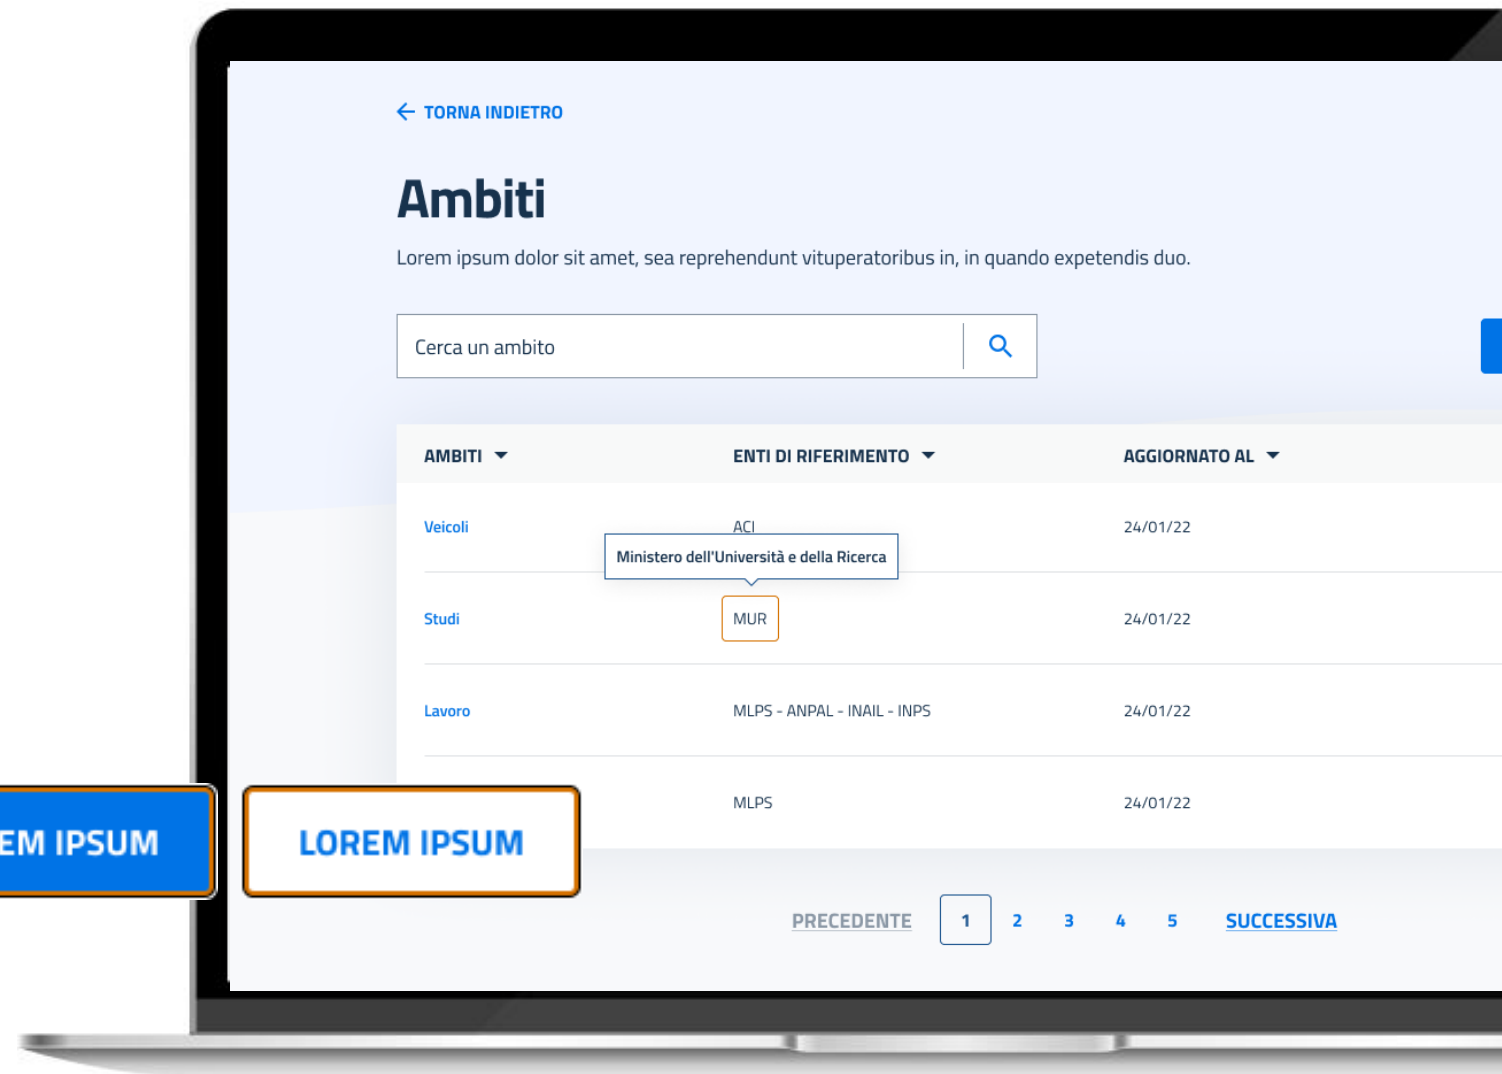 TORNA INDIETRO
Ambiti
Lorem ipsum dolor sit amet, sea reprehendunt vituperatoribus in, in quando expetendis duo.
Cerca un ambito
AMBITI ENTI DI RIFERIMENTO AGGIORNATO AL
Veicoli ACI 24/01/22
Ministero dell'Università e della Ricerca
Studi MUR 24/01/22
Lavoro MLPS - ANPAL - INAIL - INPS 24/01/22
MLPS 24/01/22
EM IPSUM
LOREM IPSUM
PRECEDENTE 1 2 3 4 5 SUCCESSIVA